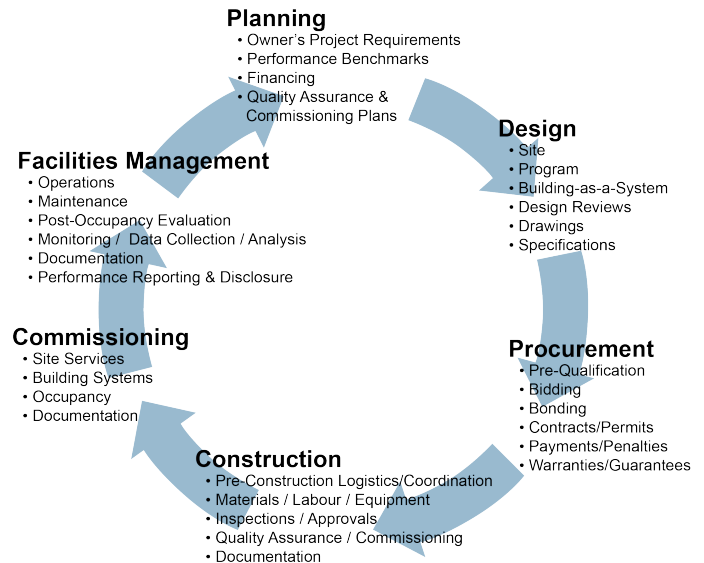 Planning
• Owner's Project Requirements
• Performance Benchmarks
• Financing
• Quality Assurance &
Commissioning Plans
Design
• Site
• Program
• Building-as-a-System
• Design Reviews
• Drawings
• Specifications
Procurement
• Pre-Qualification
• Bidding
• Bonding
• Contracts/Permits
• Payments/Penalties
• Warranties/Guarantees
Construction
• Pre-Construction Logistics/Coordination
• Materials / Labour / Equipment
• Inspections / Approvals
• Quality Assurance / Commissioning
• Documentation
Commissioning
• Site Services
• Building Systems
• Occupancy
• Documentation
Facilities Management
• Operations
• Maintenance
• Post-Occupancy Evaluation
• Monitoring /  Data Collection / Analysis
• Documentation
• Performance Reporting & Disclosure